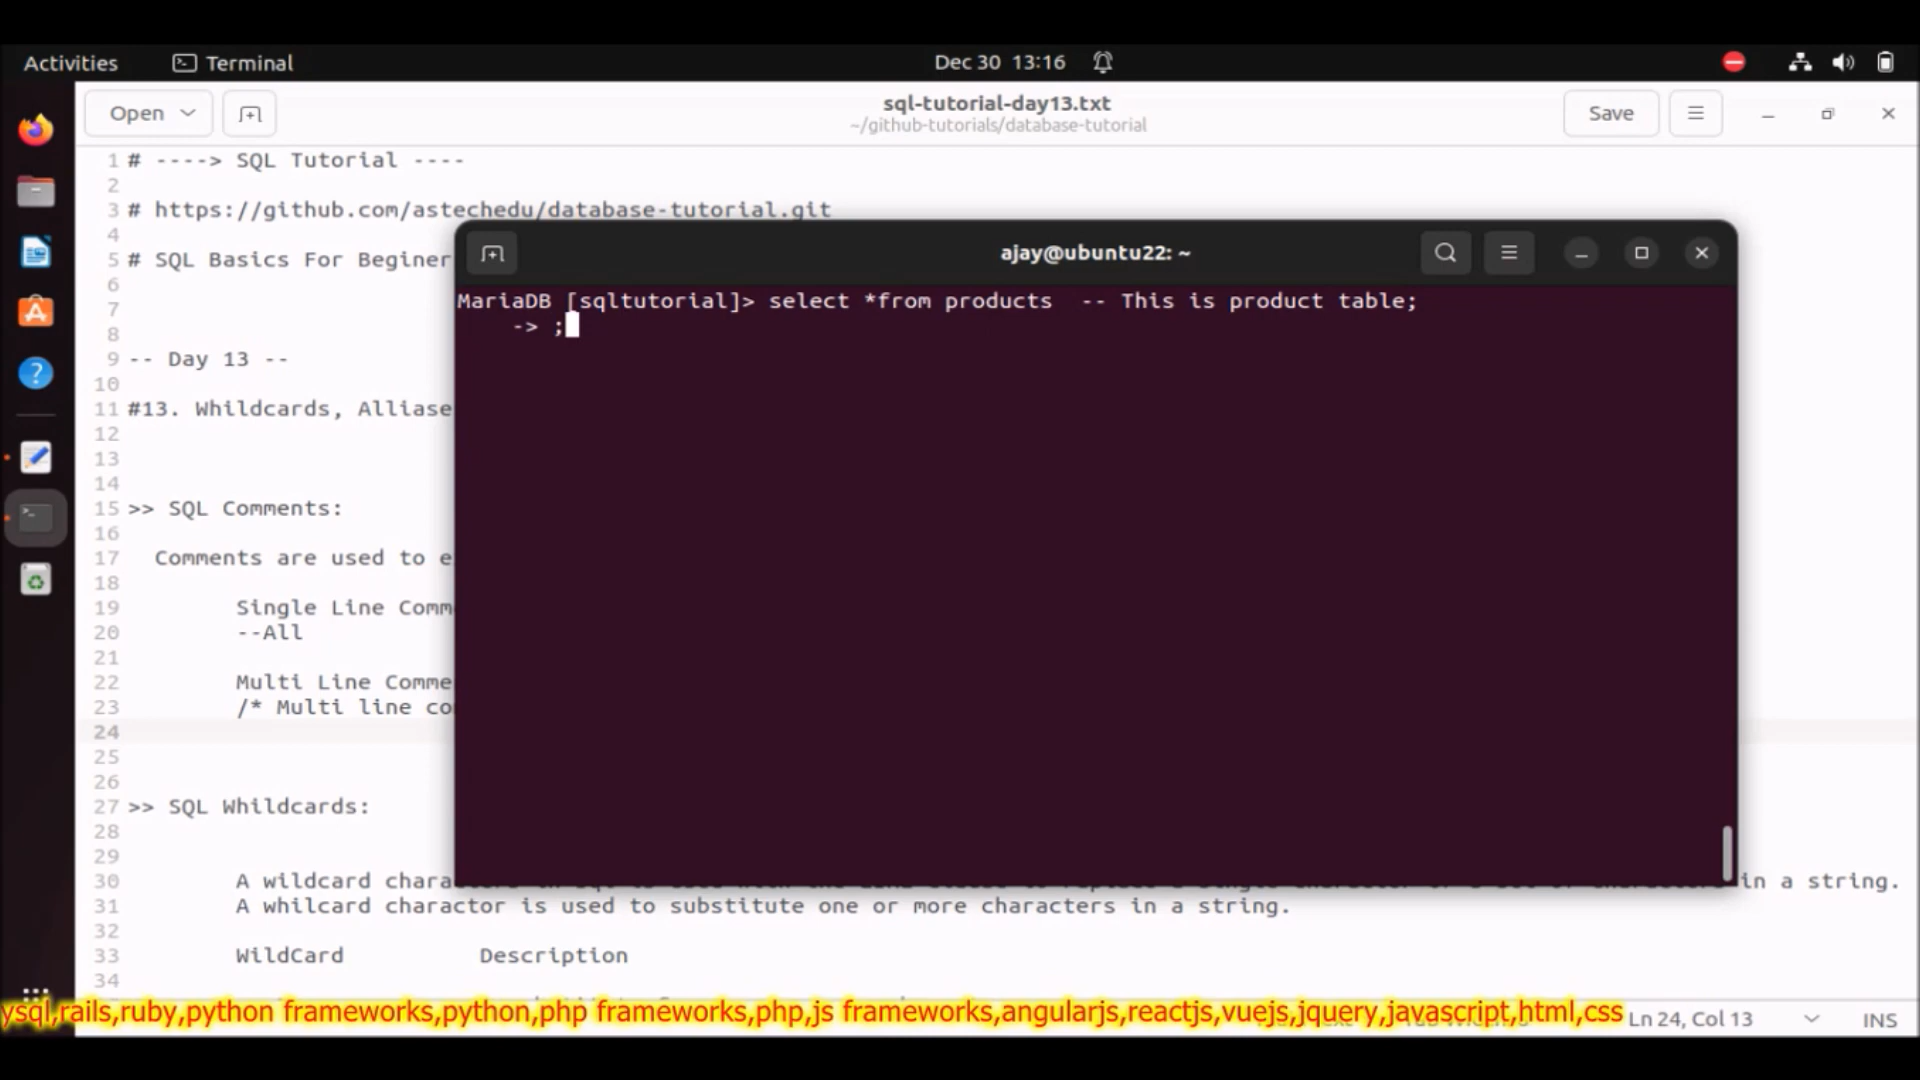 Activities Terminal Dec 30 13:16
Open sql-tutorial-day13.txt Save
~/github-tutorials/database-tutorial
1 # ----> SQL Tutorial ----
2
3 # https://github.com/astechedu/database-tutorial.git
4
5 # SQL Basics For Beginer
6
7
8
9 -- Day 13 --
10
11 #13. Whildcards, Alliase
12
13
14
15 >> SQL Comments:
16
17 Comments are used to e
18
19 Single Line Comm
20 --All
21
22 Multi Line Comme
23 /* Multi line co
24
25
26
27 >> SQL Whildcards:
28
29
30 A wildcard chara in a string.
31 A whilcard charactor is used to substitute one or more characters in a string.
32
33 WildCard Description
34
ajay@ubuntu22: ~
MariaDB [sqltutorial]> select *from products -- This is product table;
-> ;
ysql,rails,ruby,python frameworks,python,php frameworks,php,js frameworks,angularjs,reactjs,vuejs,jquery,javascript,html,css
Ln 24, Col 13 INS